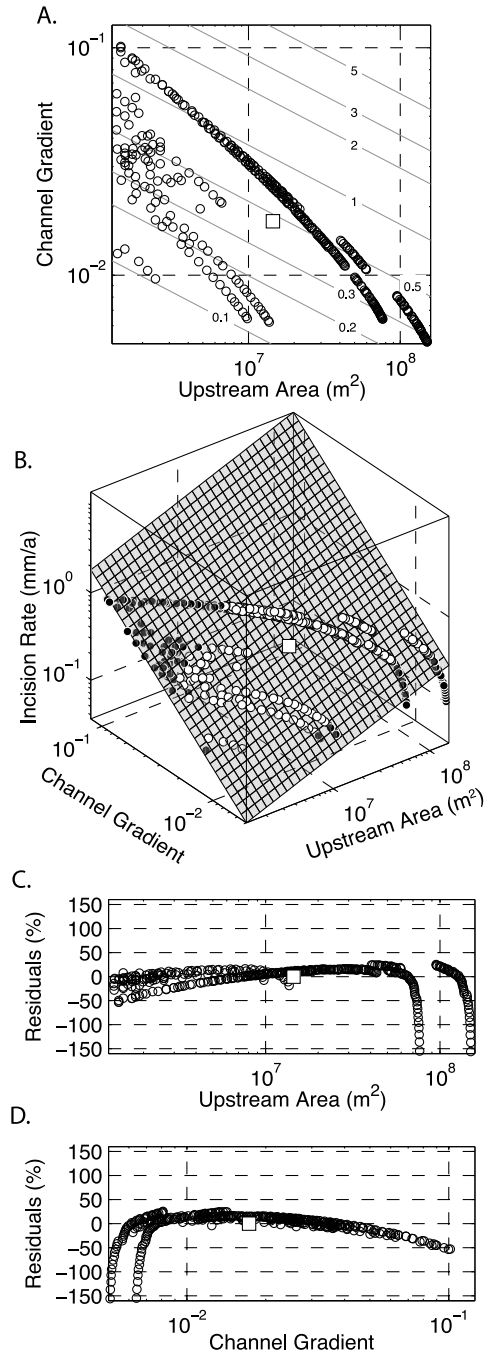 A.
10⁻¹
5
3
2
1
Channel Gradient
10⁻²
0.5
0.3
0.2
0.1
10⁷
10⁸
Upstream Area (m²)
B.
Incision Rate (mm/a)
10⁰
10⁻¹
10⁻¹
10⁻²
Channel Gradient
10⁷
10⁸
Upstream Area (m²)
C.
Residuals (%)
150
100
50
0
−50
−100
−150
10⁷
10⁸
Upstream Area (m²)
D.
Residuals (%)
150
100
50
0
−50
−100
−150
10⁻²
10⁻¹
Channel Gradient